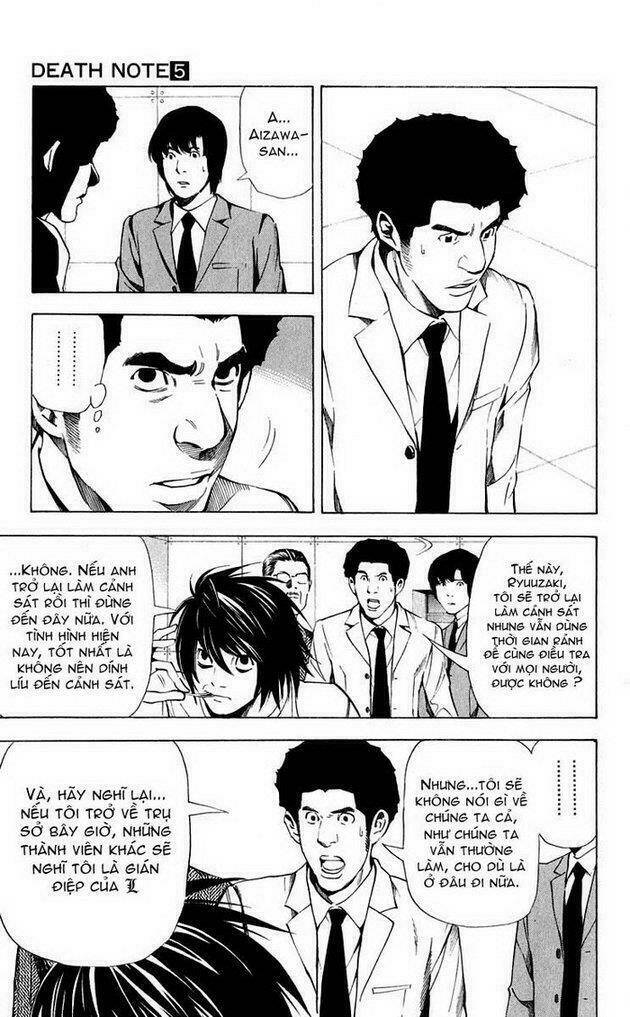 DEATH NOTE 5
A...
AIZAWA-
SAN...
THẾ NÀY,
RYUUZAKI,
TÔI SẼ TRỞ LẠI
LÀM CẢNH SÁT
NHƯNG VẪN DÙNG
THỜI GIAN RẢNH
ĐỂ CÙNG ĐIỀU TRA
VỚI MỌI NGƯỜI,
ĐƯỢC KHÔNG ?
...KHÔNG. NẾU ANH
TRỞ LẠI LÀM CẢNH
SÁT RỒI THÌ ĐỪNG
ĐẾN ĐÂY NỮA. VỚI
TÌNH HÌNH HIỆN
NAY, TỐT NHẤT LÀ
KHÔNG NÊN DÍNH
LÍU ĐẾN CẢNH SÁT.
NHƯNG...TÔI SẼ
KHÔNG NÓI GÌ VỀ
CHÚNG TA CẢ,
NHƯ CHÚNG TA
VẪN THƯỜNG
LÀM, CHO DÙ LÀ
Ở ĐÂU ĐI NỮA.
VÀ, HÃY NGHĨ LẠI...
NẾU TÔI TRỞ VỀ TRỤ
SỞ BÂY GIỜ, NHỮNG
THÀNH VIÊN KHÁC SẼ
NGHĨ TÔI LÀ GIÁN
ĐIỆP CỦA L